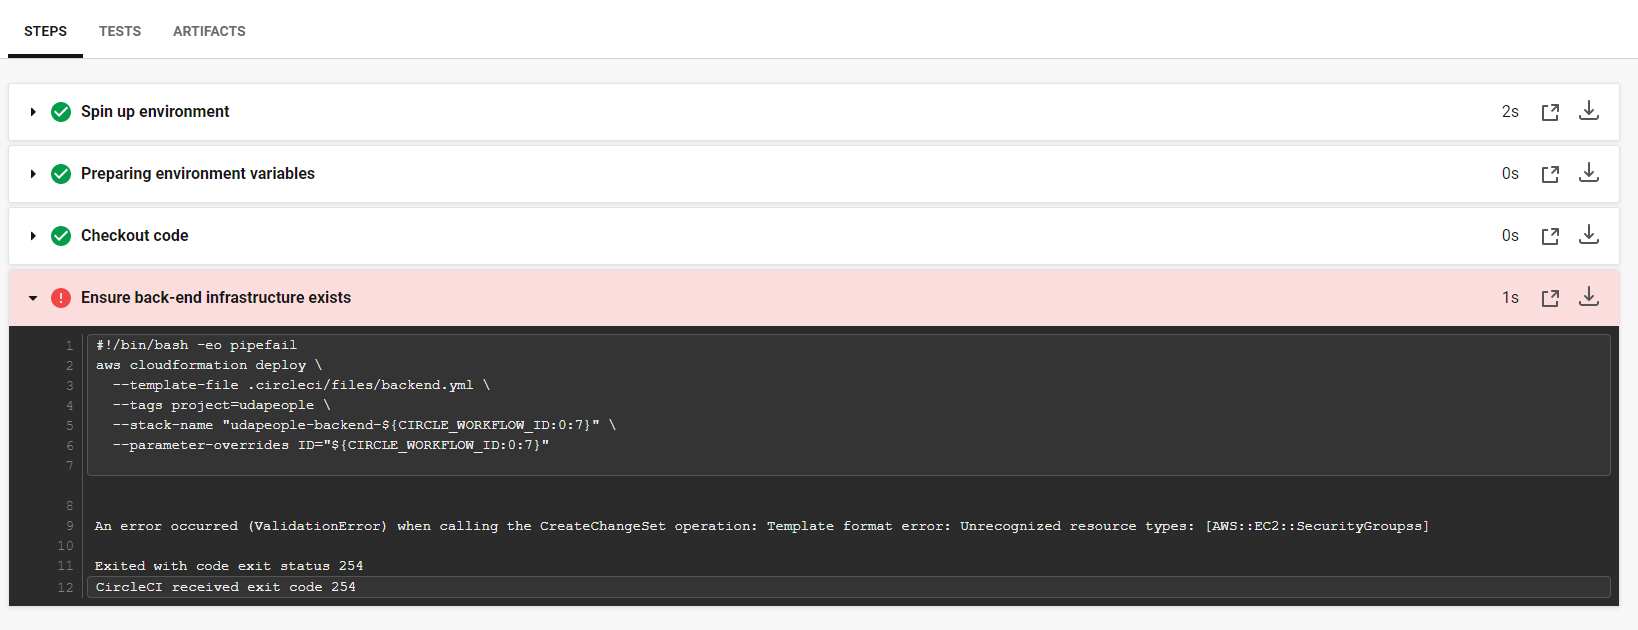 STEPS TESTS ARTIFACTS
Spin up environment 2s
Preparing environment variables 0s
Checkout code 0s
! Ensure back-end infrastructure exists 1s
1 #!/bin/bash -eo pipefail
2 aws cloudformation deploy \
3 --template-file .circleci/files/backend.yml \
4 --tags project=udapeople \
5 --stack-name "udapeople-backend-${CIRCLE_WORKFLOW_ID:0:7}" \
6 --parameter-overrides ID="${CIRCLE_WORKFLOW_ID:0:7}"
7
8
9 An error occurred (ValidationError) when calling the CreateChangeSet operation: Template format error: Unrecognized resource types: [AWS::EC2::SecurityGroupss]
10
11 Exited with code exit status 254
12 CircleCI received exit code 254